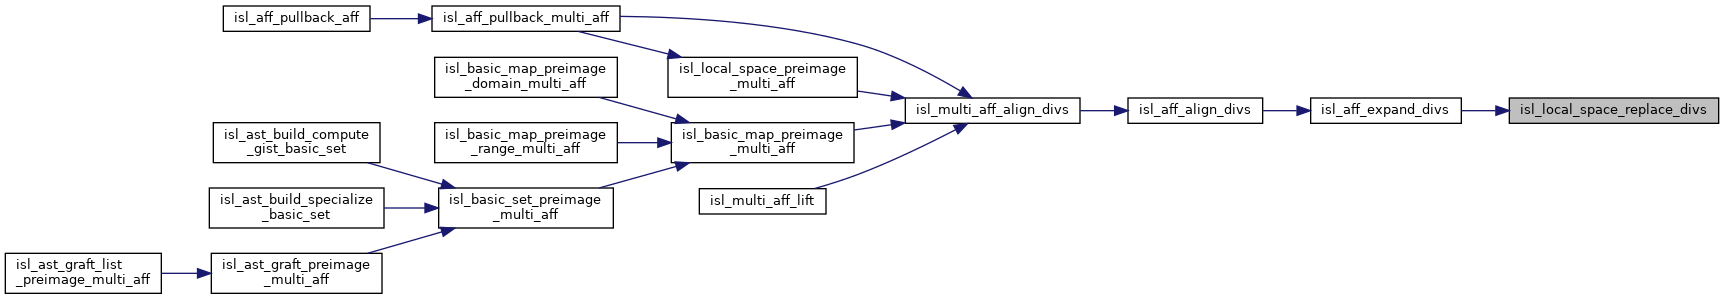 isl_aff_pullback_aff
isl_aff_pullback_multi_aff
isl_basic_map_preimage
_domain_multi_aff
isl_local_space_preimage
_multi_aff
isl_multi_aff_align_divs
isl_aff_align_divs
isl_aff_expand_divs
isl_local_space_replace_divs
isl_ast_build_compute
_gist_basic_set
isl_basic_map_preimage
_range_multi_aff
isl_basic_map_preimage
_multi_aff
isl_ast_build_specialize
_basic_set
isl_basic_set_preimage
_multi_aff
isl_multi_aff_lift
isl_ast_graft_list
_preimage_multi_aff
isl_ast_graft_preimage
_multi_aff